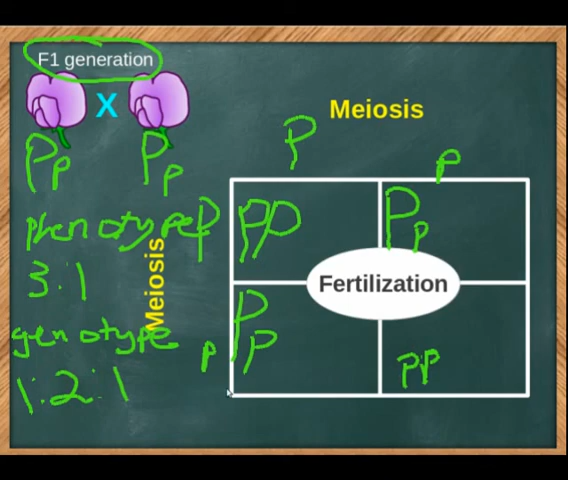 F1 generation
X
Pp Pp
Meiosis
P p
phenotype P PP Pp
3:1
Meiosis
Fertilization
genotype p Pp pp
1:2:1